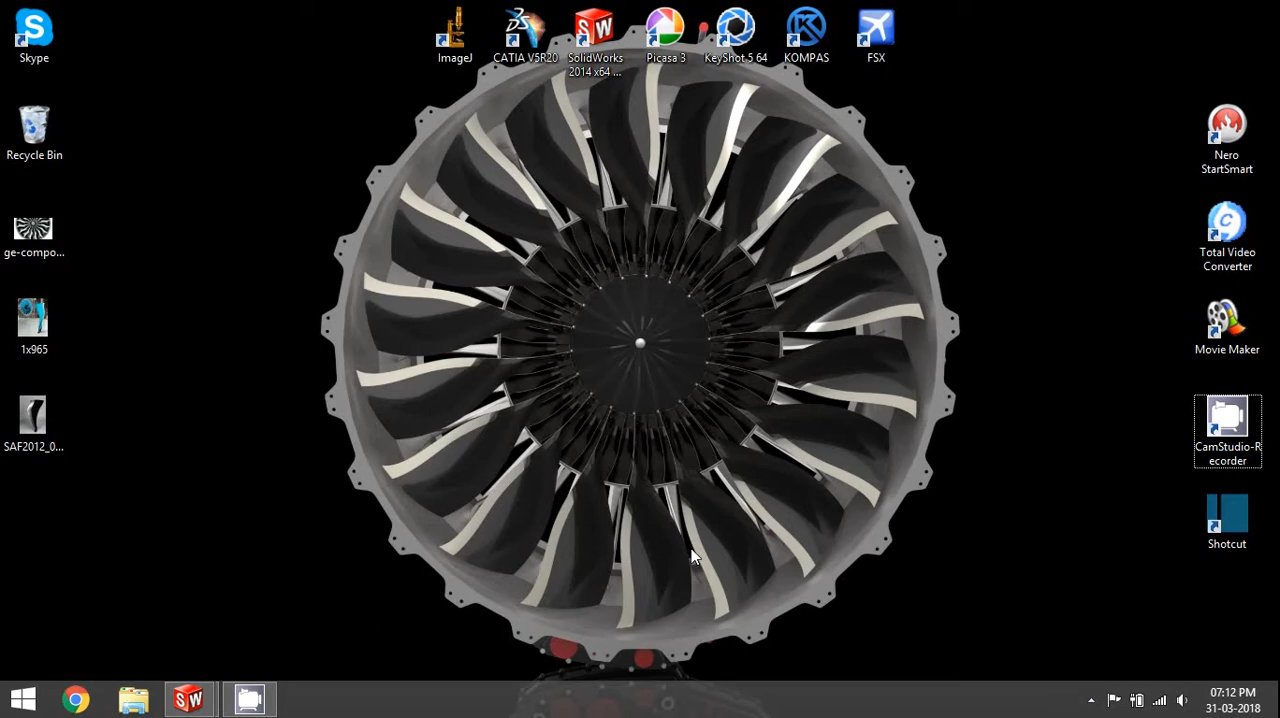 Skype
Recycle Bin
ge-compo...
1x965
SAF2012_0...
ImageJ
CATIA V5R20
SolidWorks
2014 x64 ...
Picasa 3
KeyShot 5 64
KOMPAS
FSX
Nero
StartSmart
Total Video
Converter
Movie Maker
CamStudio-R
ecorder
Shotcut
07:12 PM
31-03-2018